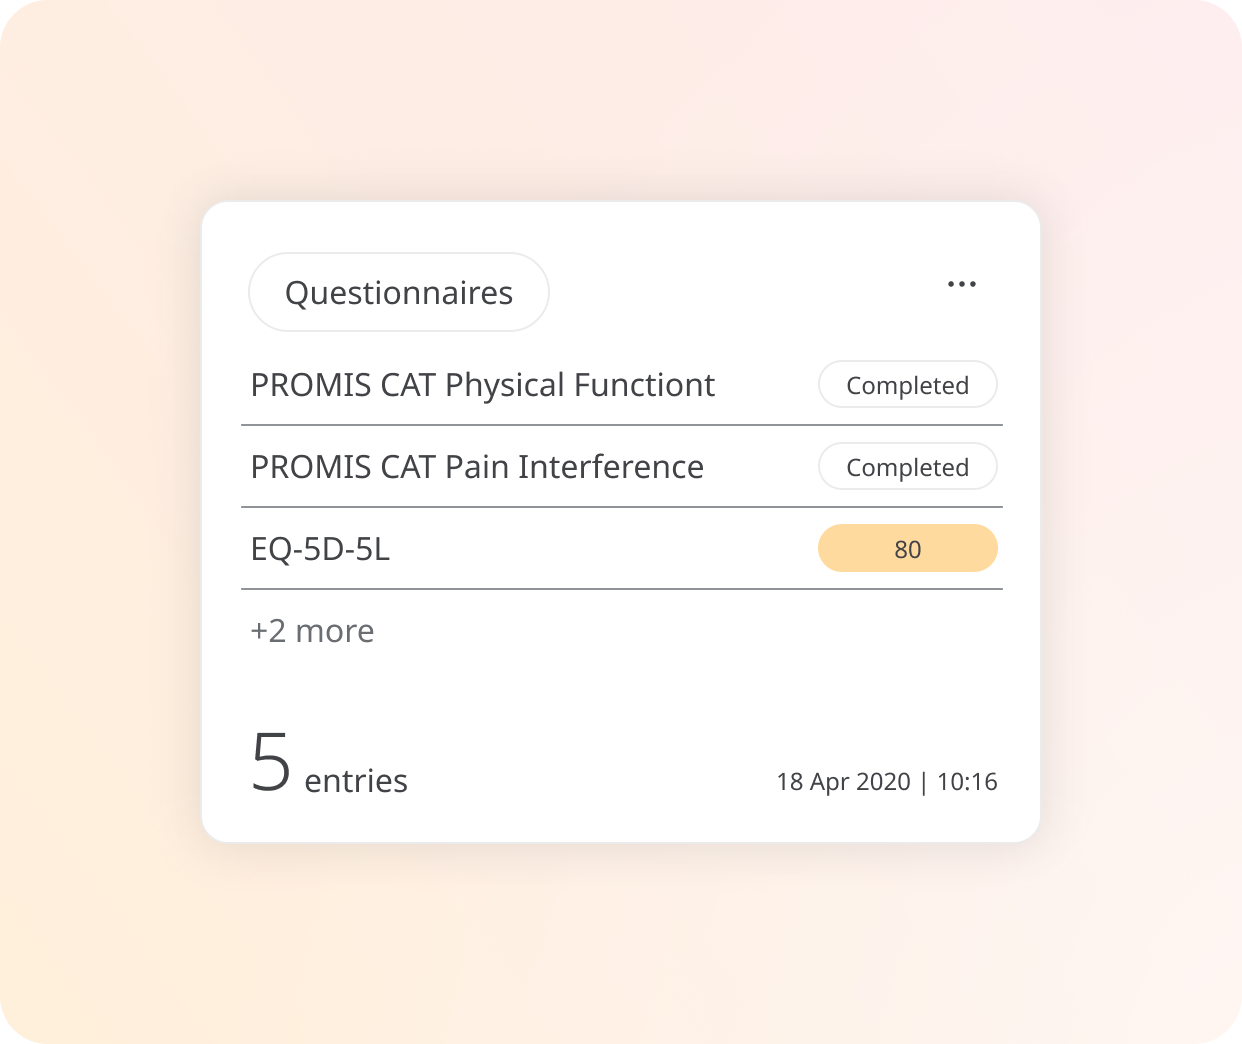 Questionnaires
PROMIS CAT Physical Functiont
Completed
PROMIS CAT Pain Interference
Completed
EQ-5D-5L
80
+2 more
5 entries
18 Apr 2020 | 10:16